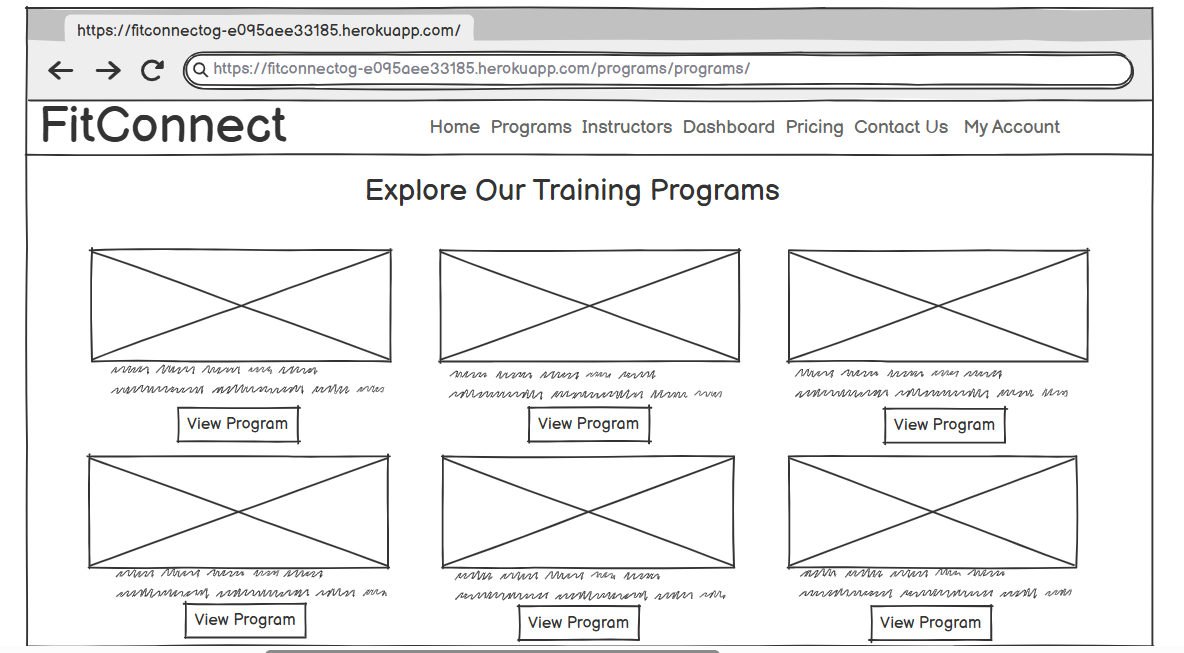 https://fitconnectog-e095aee33185.herokuapp.com/
https://fitconnectog-e095aee33185.herokuapp.com/programs/programs/
FitConnect Home Programs Instructors Dashboard Pricing Contact Us My Account
Explore Our Training Programs
View Program View Program View Program
View Program View Program View Program